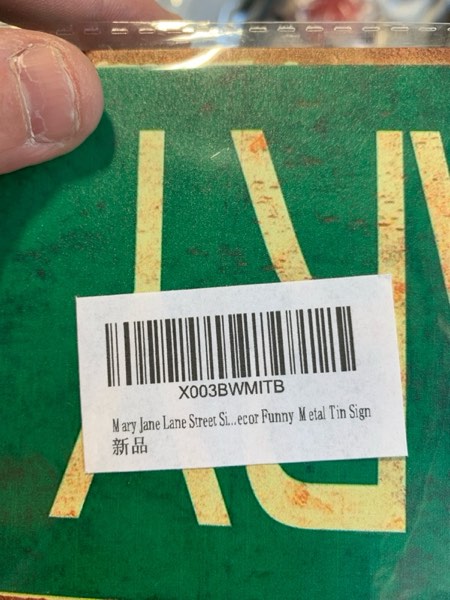 X003BWMITB
Mary Jane Lane Street Si...ecor Funny Metal Tin Sign
新品